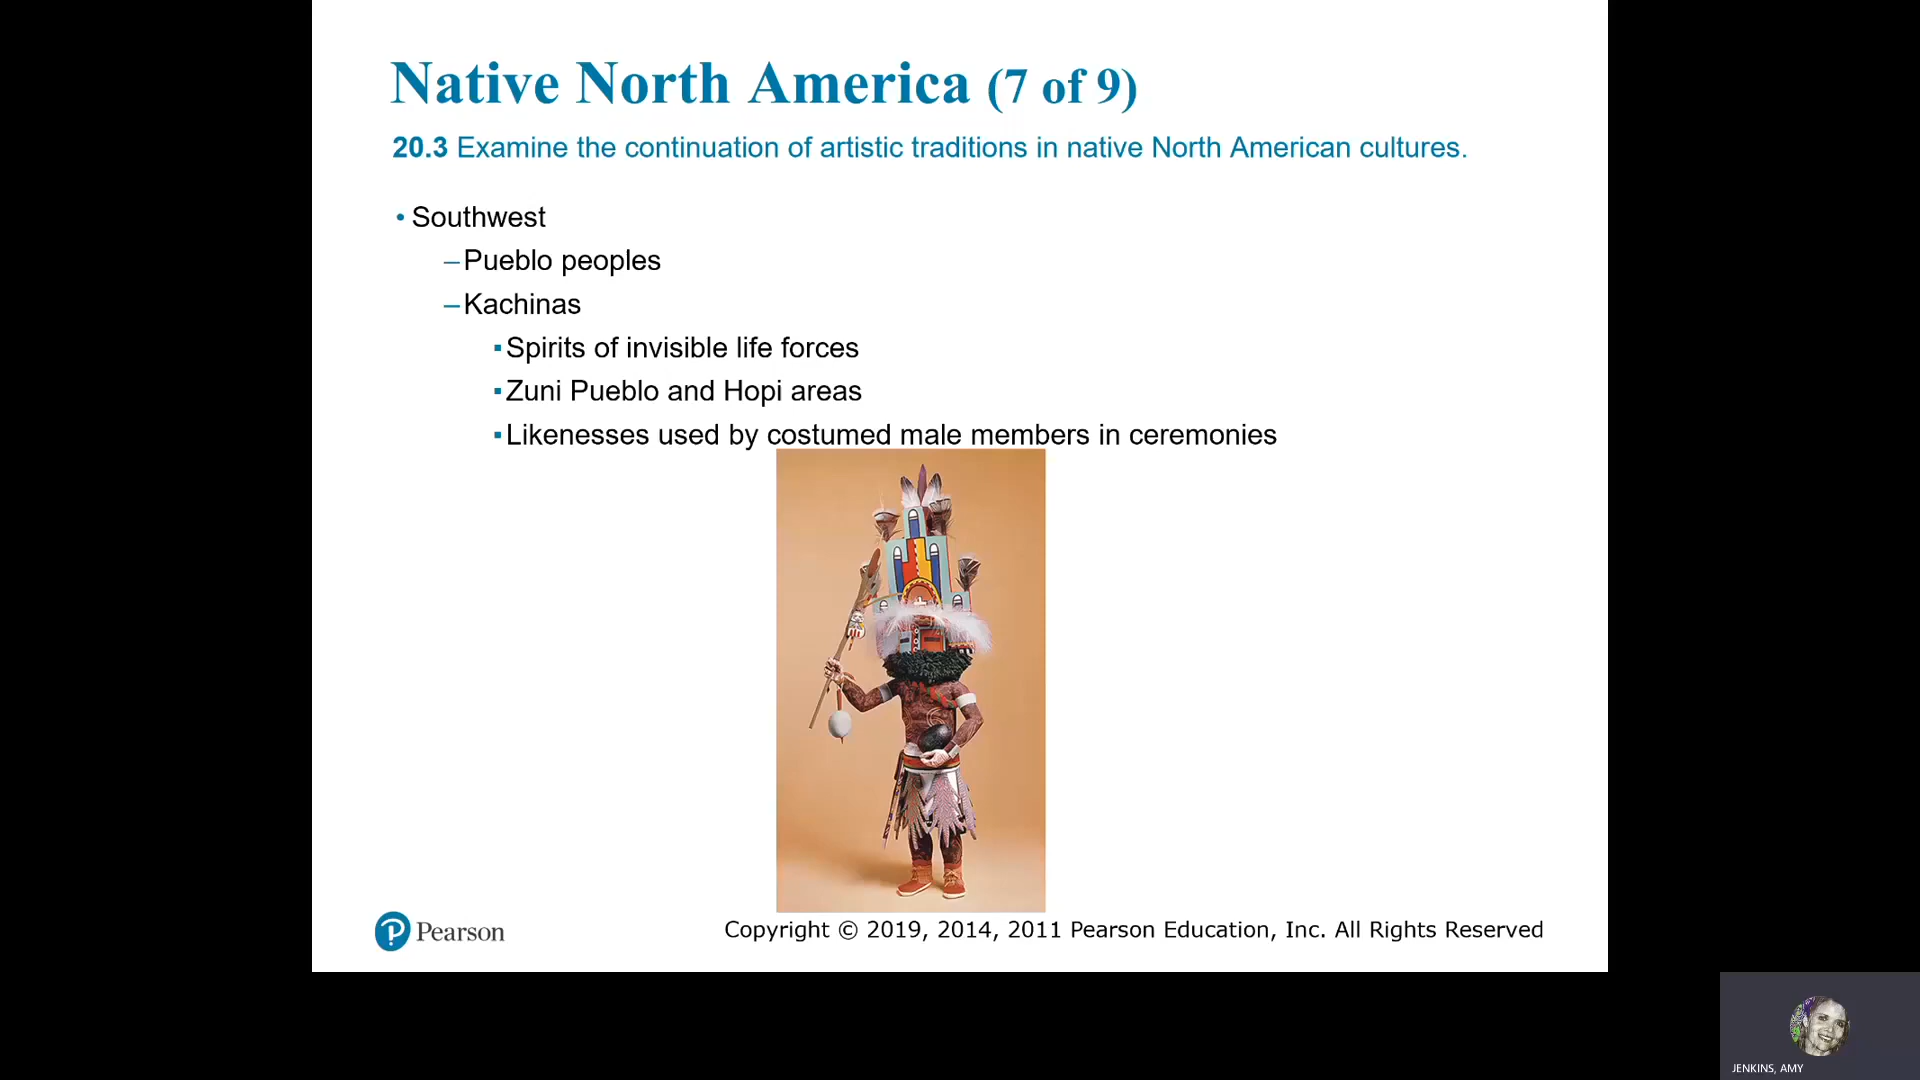 Native North America (7 of 9)
20.3 Examine the continuation of artistic traditions in native North American cultures.
• Southwest
– Pueblo peoples
– Kachinas
▪ Spirits of invisible life forces
▪ Zuni Pueblo and Hopi areas
▪ Likenesses used by costumed male members in ceremonies
Pearson
Copyright © 2019, 2014, 2011 Pearson Education, Inc. All Rights Reserved
JENKINS, AMY